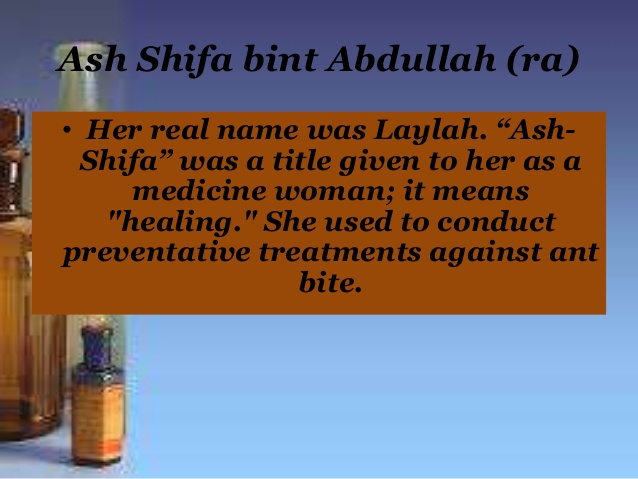 Ash Shifa bint Abdullah (ra)
• Her real name was Laylah. “Ash-
Shifa” was a title given to her as a
medicine woman; it means
"healing." She used to conduct
preventative treatments against ant
bite.